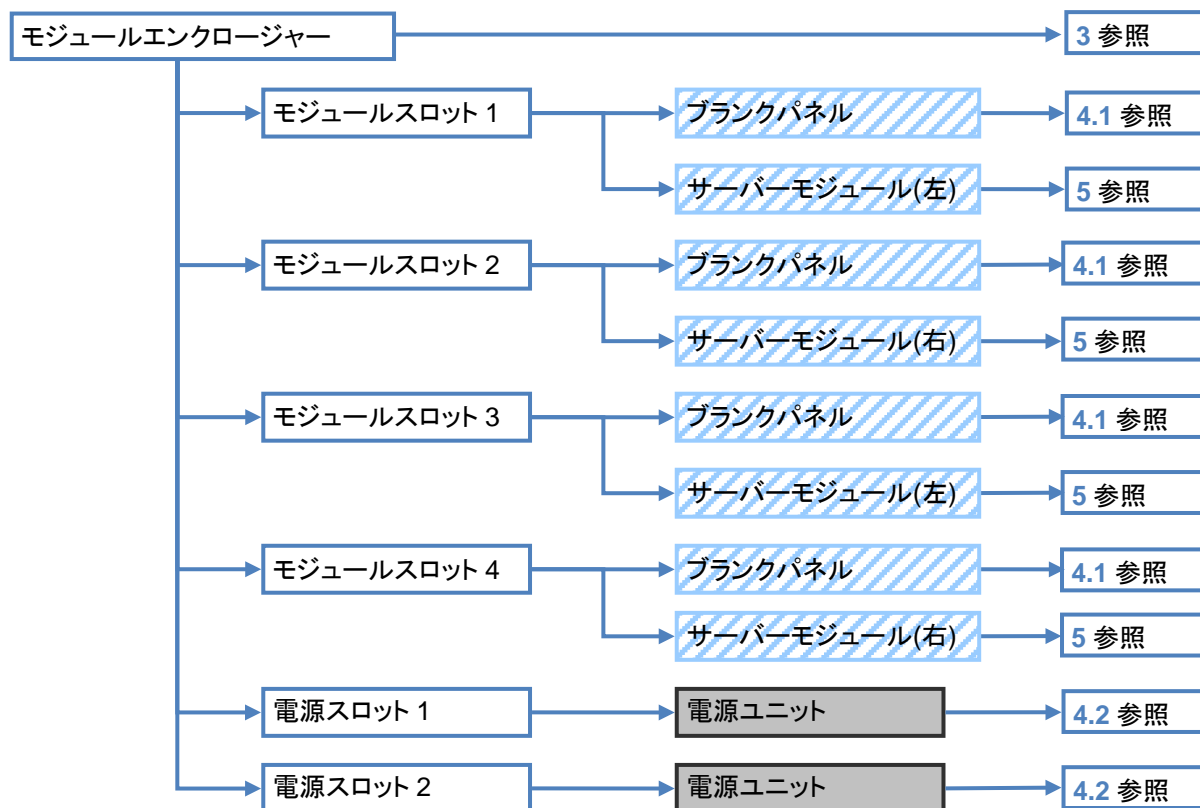 モジュールエンクロージャー
3 参照
モジュールスロット 1
ブランクパネル
4.1 参照
サーバーモジュール(左)
5 参照
モジュールスロット 2
ブランクパネル
4.1 参照
サーバーモジュール(右)
5 参照
モジュールスロット 3
ブランクパネル
4.1 参照
サーバーモジュール(左)
5 参照
モジュールスロット 4
ブランクパネル
4.1 参照
サーバーモジュール(右)
5 参照
電源スロット 1
電源ユニット
4.2 参照
電源スロット 2
電源ユニット
4.2 参照